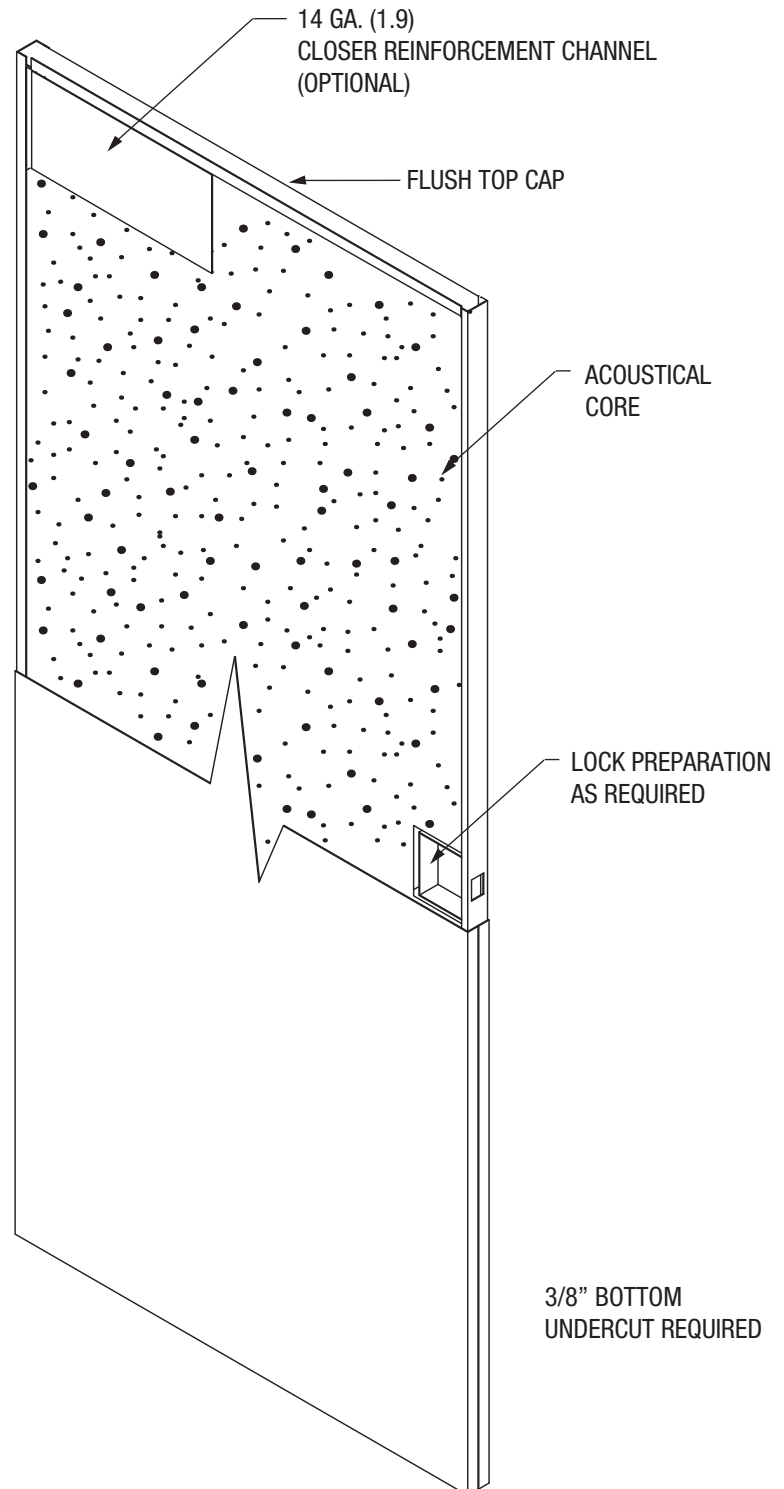 14 GA. (1.9)
CLOSER REINFORCEMENT CHANNEL
(OPTIONAL)
FLUSH TOP CAP
ACOUSTICAL
CORE
LOCK PREPARATION
AS REQUIRED
3/8” BOTTOM
UNDERCUT REQUIRED